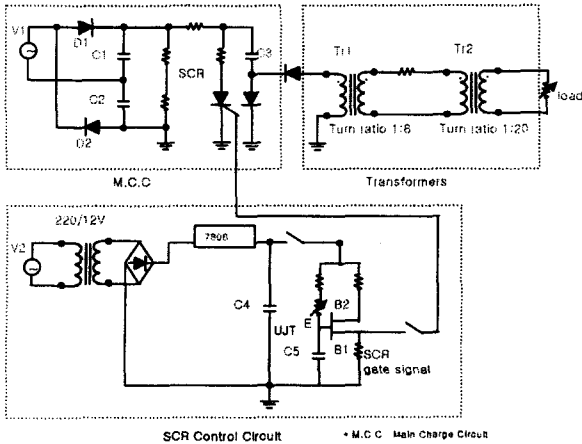 V1
D1
C1
C2
D2
SCR
C3
Tr1
Tr2
load
Turn ratio 1:6
Turn ratio 1:20
M.C.C
Transformers
220/12V
V2
7808
C4
UJT
E
B2
B1
C5
SCR
gate signal
SCR Control Circuit
* M.C.C Main Charge Circuit